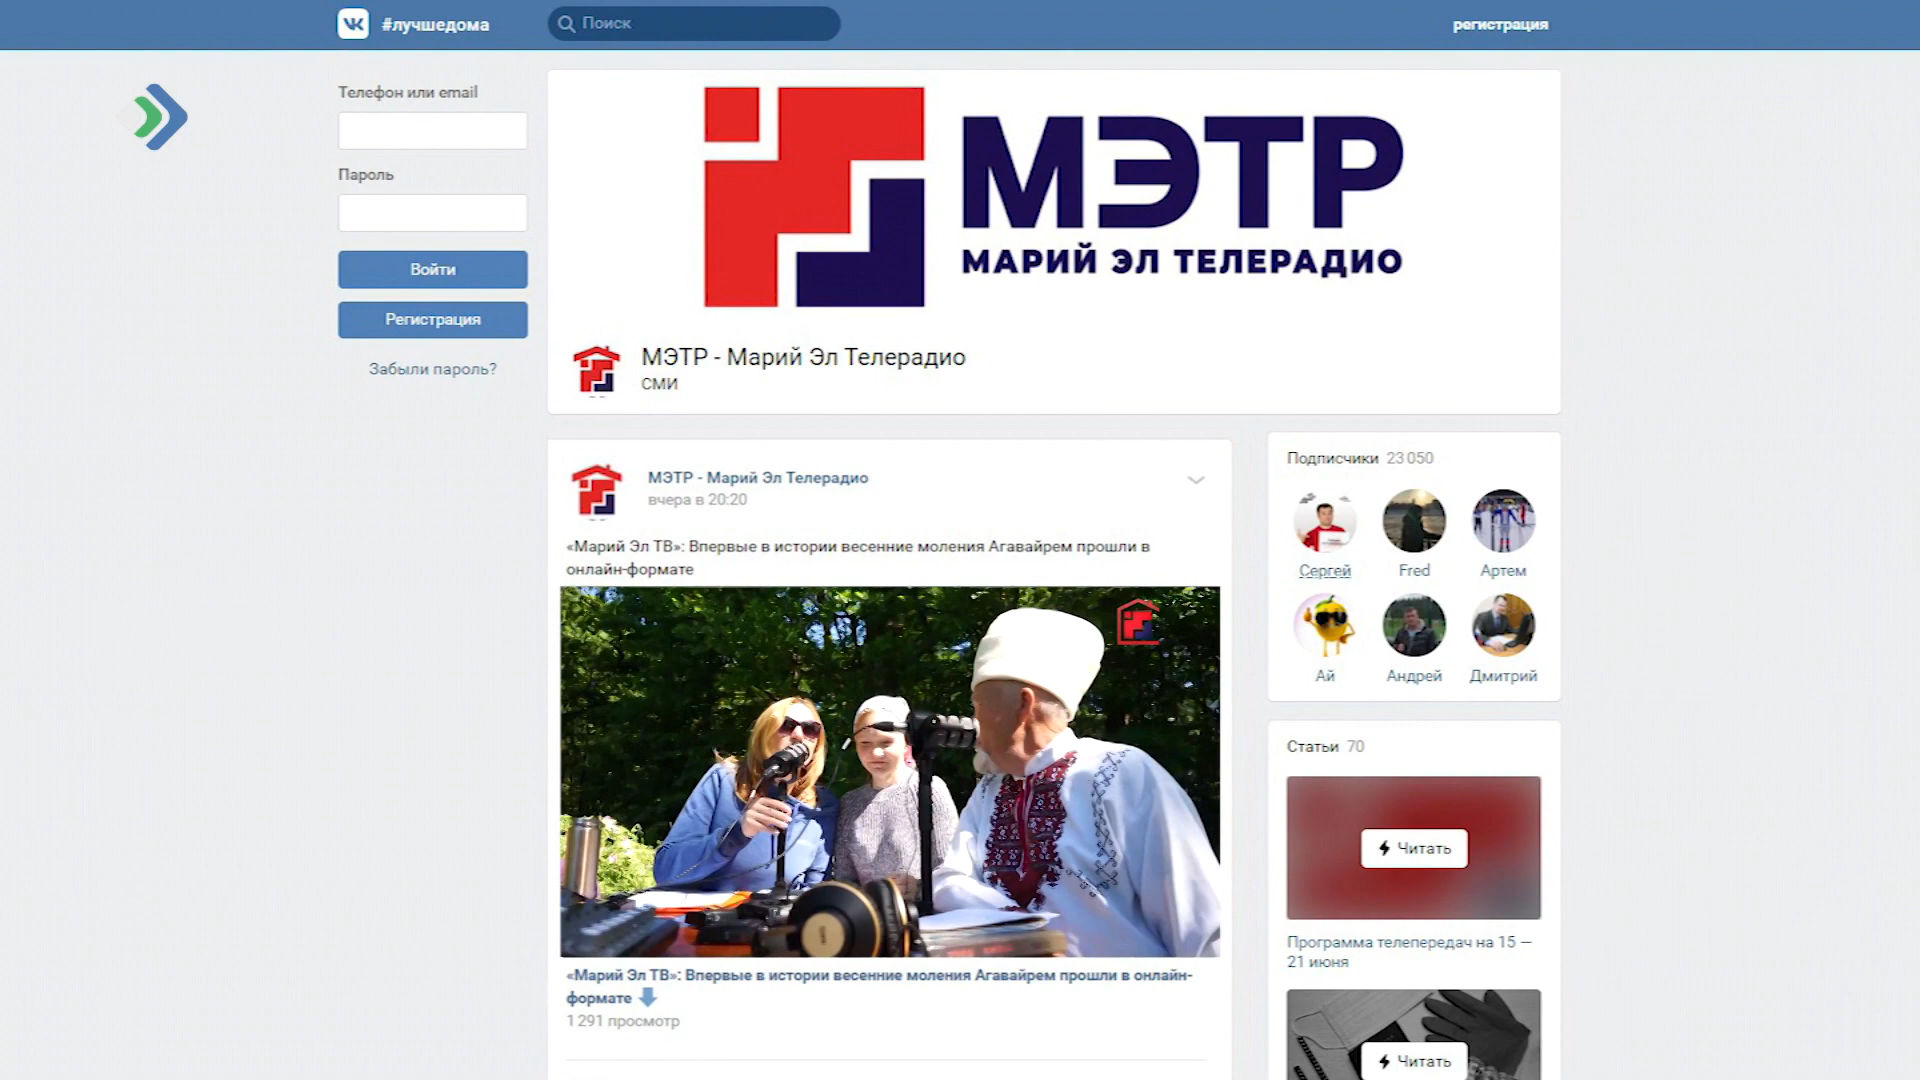 #лучшедома
Поиск
регистрация
Телефон или email
Пароль
Войти
Регистрация
Забыли пароль?
МЭТР
МАРИЙ ЭЛ ТЕЛЕРАДИО
МЭТР - Марий Эл Телерадио
СМИ
МЭТР - Марий Эл Телерадио
вчера в 20:20
«Марий Эл ТВ»: Впервые в истории весенние моления Агавайрем прошли в
онлайн-формате
«Марий Эл ТВ»: Впервые в истории весенние моления Агавайрем прошли в онлайн-
формате
1 291 просмотр
Подписчики 23 050
Сергей Fred Артем
Ай Андрей Дмитрий
Статьи 70
Читать
Программа телепередач на 15 —
21 июня
Читать